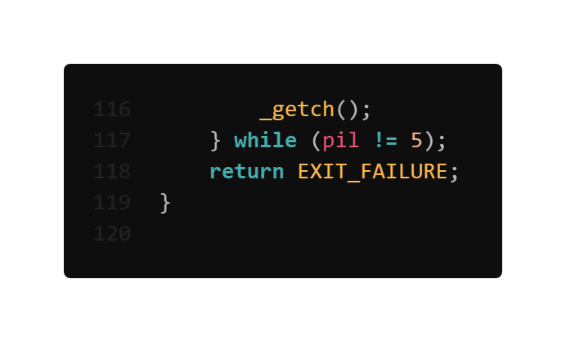 116 _getch();
117 } while (pil != 5);
118 return EXIT_FAILURE;
119 }
120